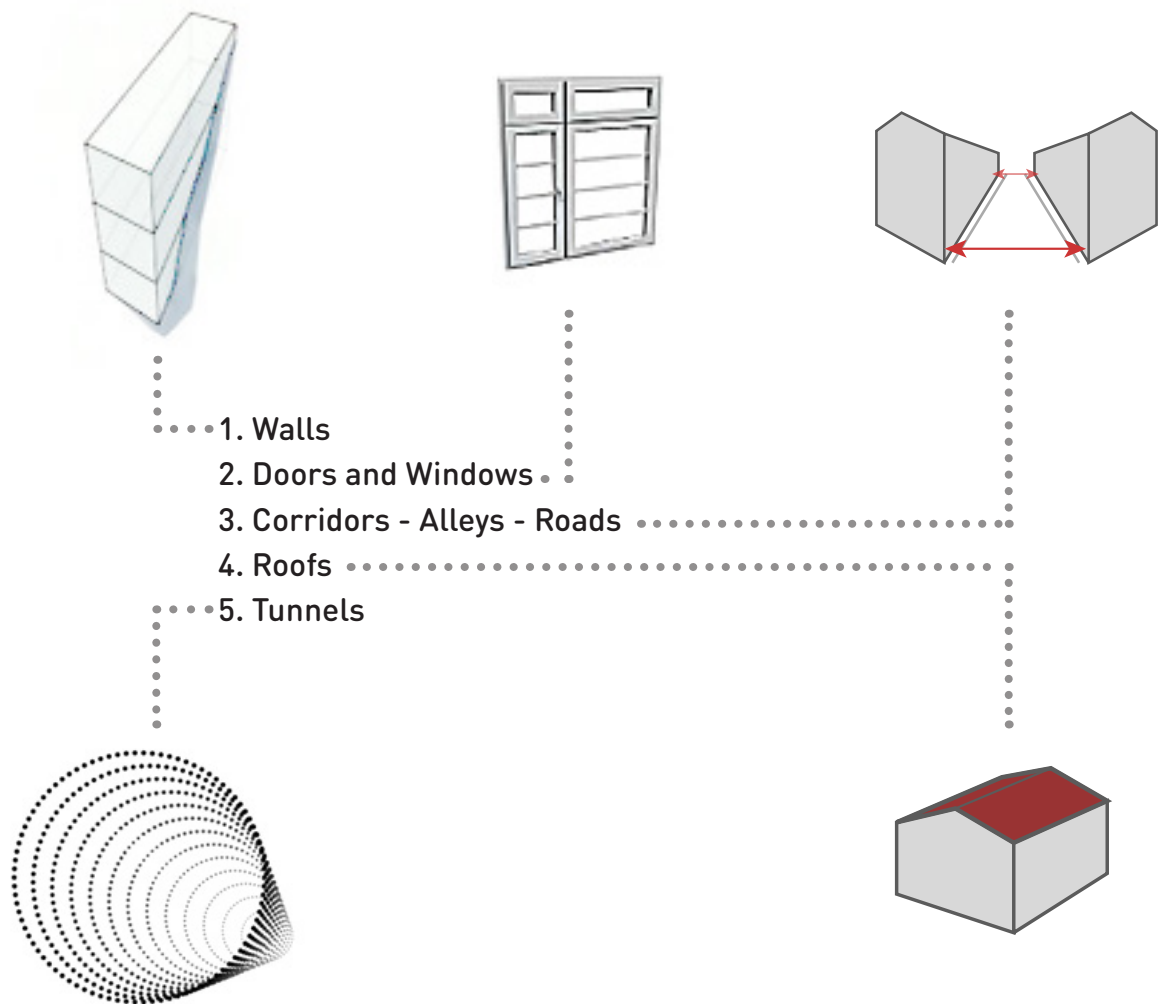 1. Walls
2. Doors and Windows
3. Corridors - Alleys - Roads
4. Roofs
5. Tunnels